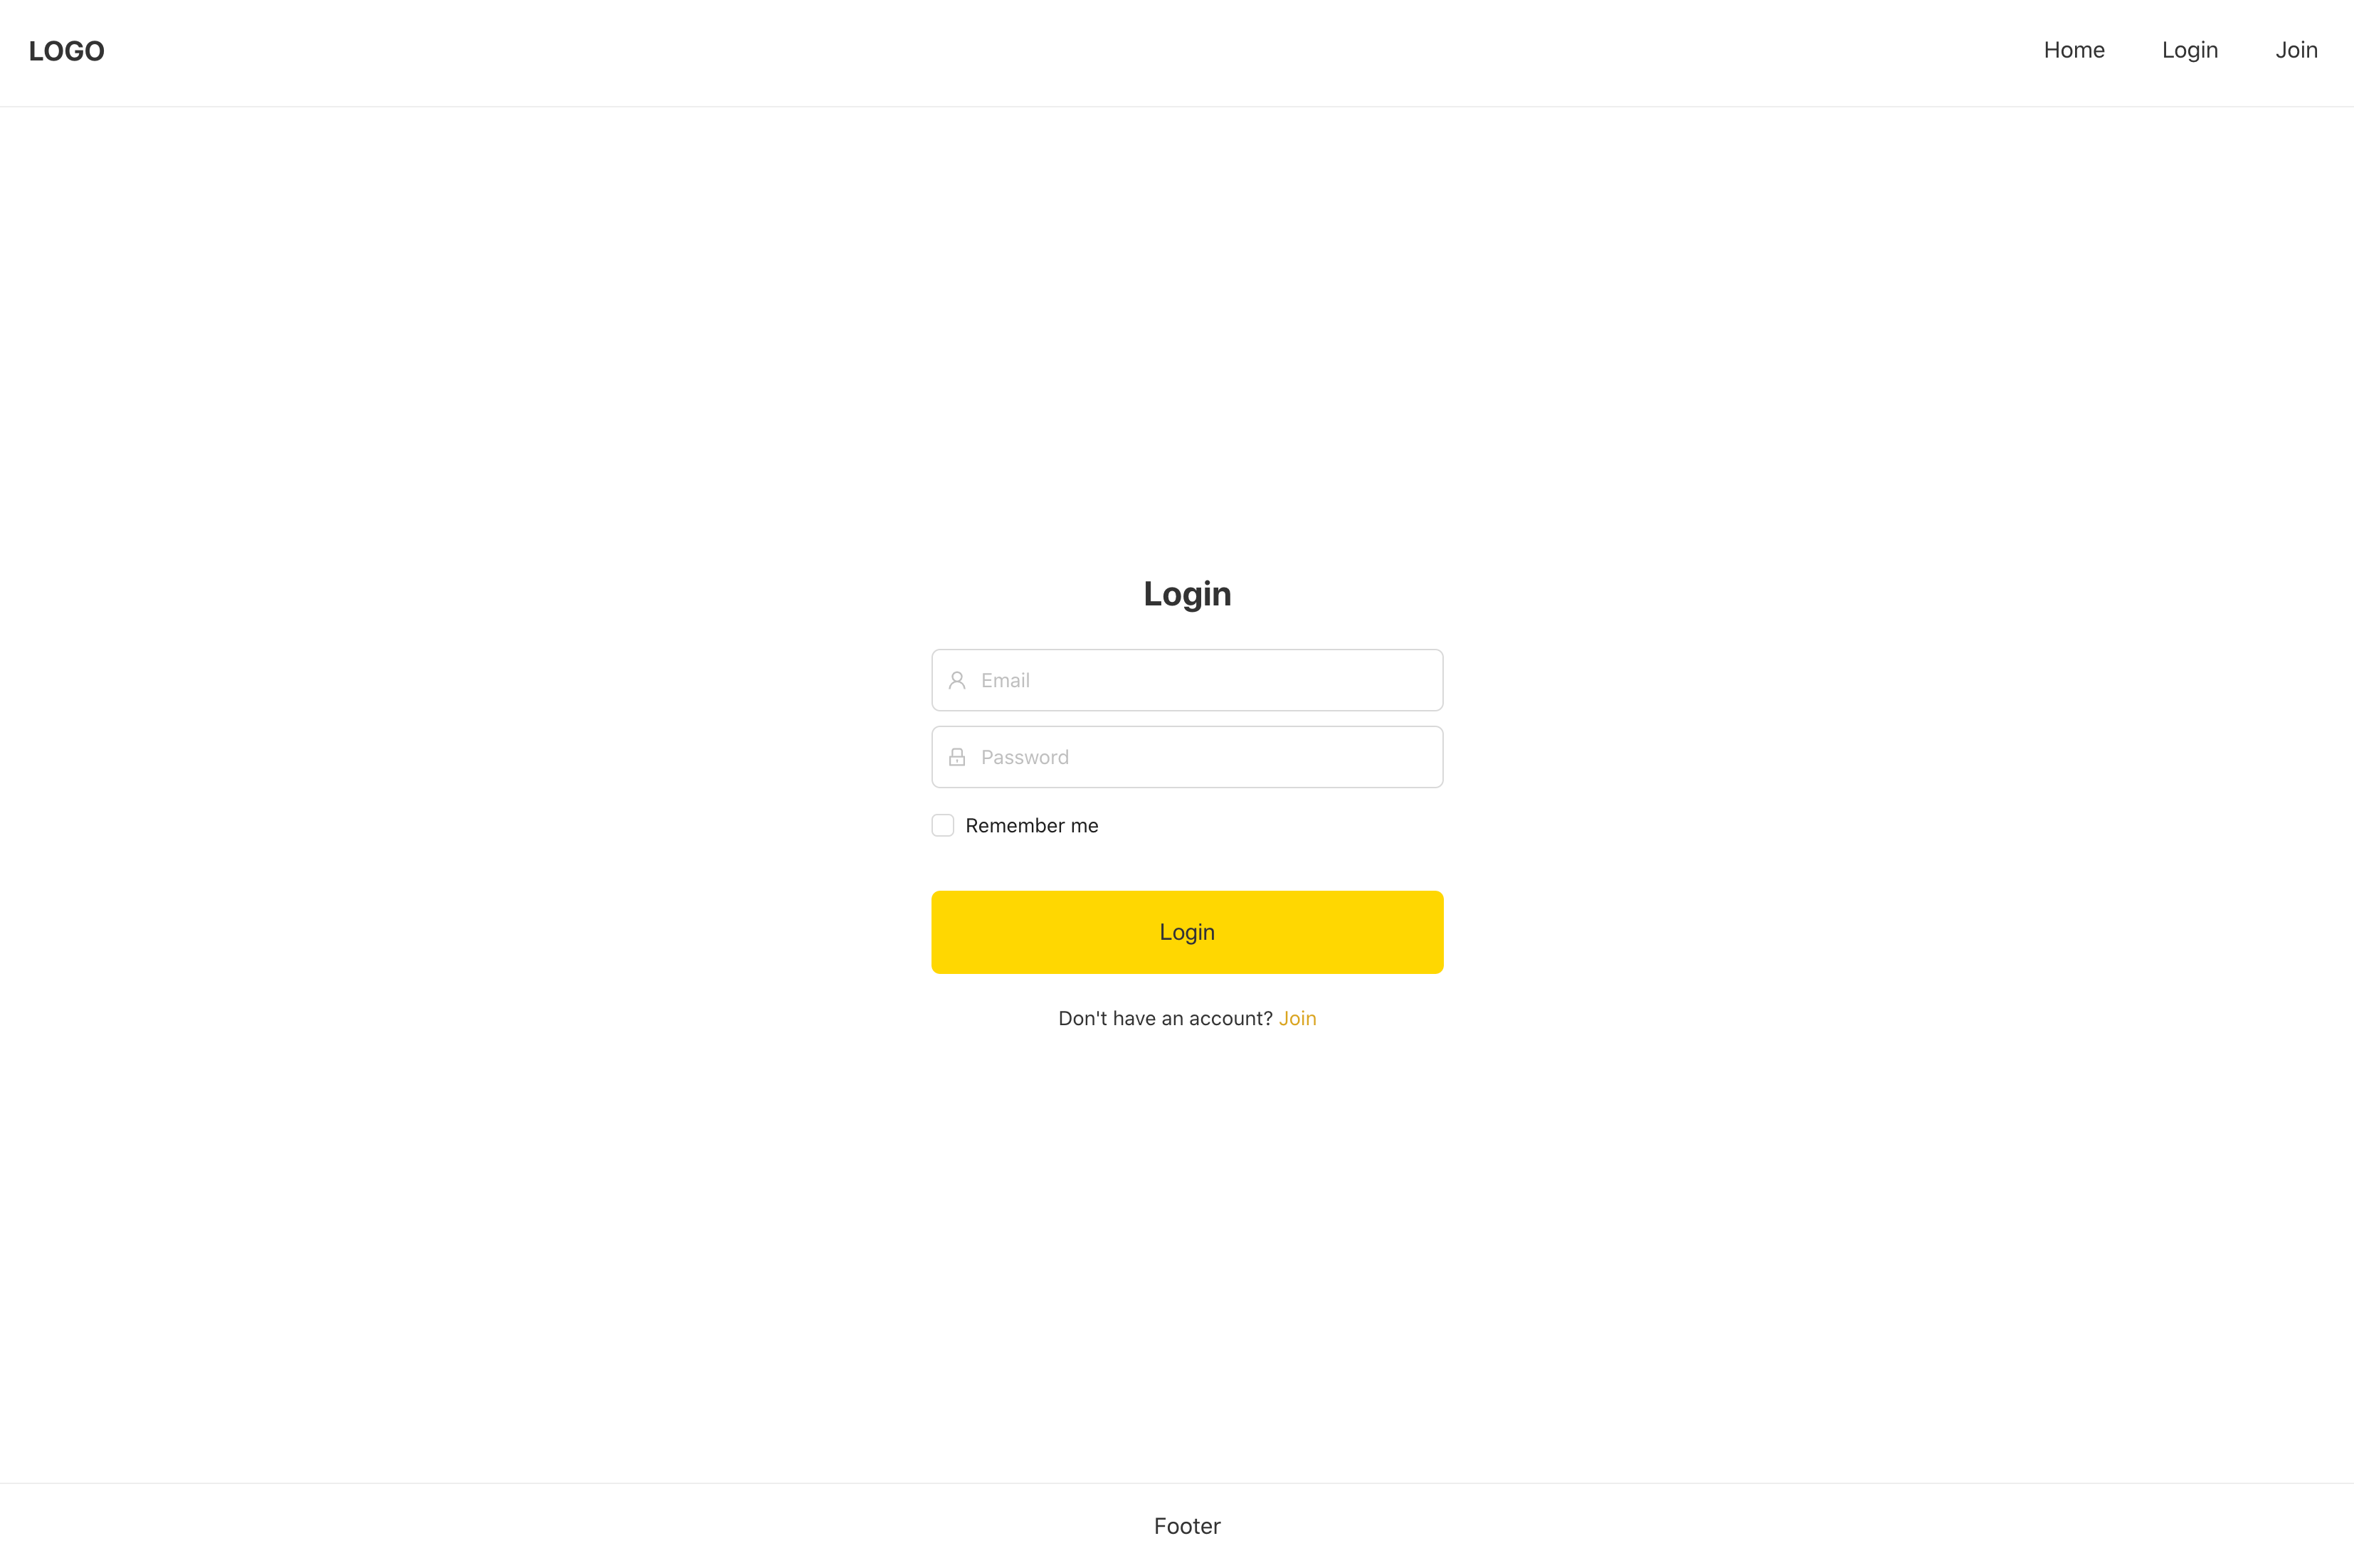 LOGO
Home Login Join
Login
Email
Password
Remember me
Login
Don't have an account? Join
Footer